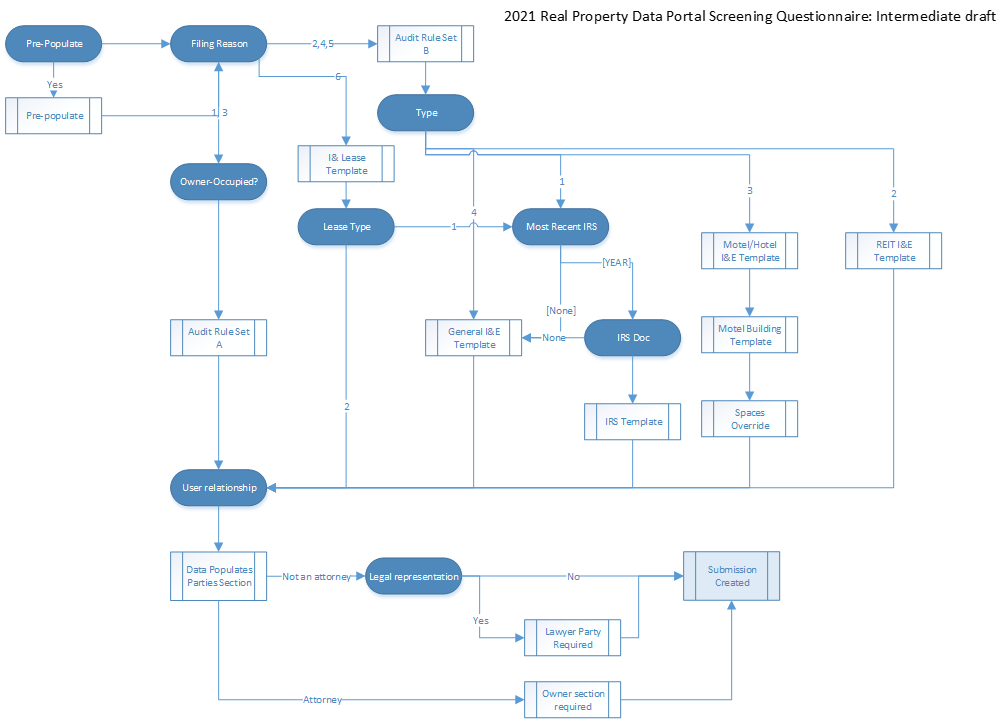 2021 Real Property Data Portal Screening Questionnaire: Intermediate draft
Pre-Populate
Filing Reason
2,4,5
Audit Rule Set
B
6
Yes
Pre-populate
1, 3
Type
I& Lease
Template
Owner-Occupied?
1
3
2
4
Lease Type
1
Most Recent IRS
Motel/Hotel
I&E Template
REIT I&E
Template
[YEAR]
[None]
Audit Rule Set
A
General I&E
Template
None
IRS Doc
Motel Building
Template
2
IRS Template
Spaces
Override
User relationship
Data Populates
Parties Section
Not an attorney
Legal representation
No
Submission
Created
Yes
Lawyer Party
Required
Attorney
Owner section
required